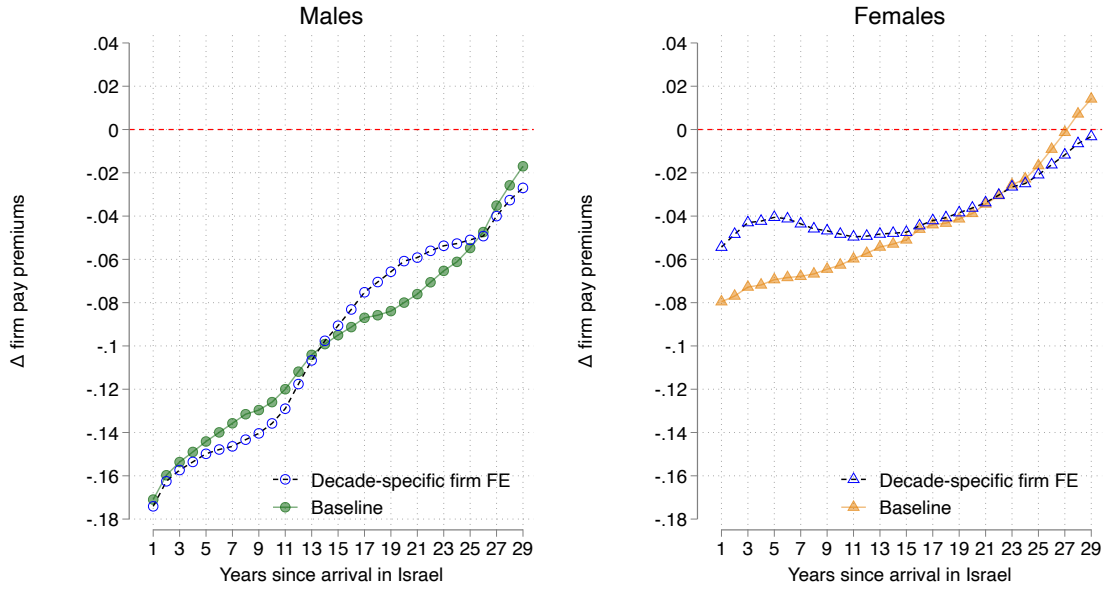 Males
Δ firm pay premiums
.04
.02
0
-.02
-.04
-.06
-.08
-.1
-.12
-.14
-.16
-.18
Decade-specific firm FE
Baseline
1 3 5 7 9 11 13 15 17 19 21 23 25 27 29
Years since arrival in Israel
Females
Δ firm pay premiums
.04
.02
0
-.02
-.04
-.06
-.08
-.1
-.12
-.14
-.16
-.18
Decade-specific firm FE
Baseline
1 3 5 7 9 11 13 15 17 19 21 23 25 27 29
Years since arrival in Israel